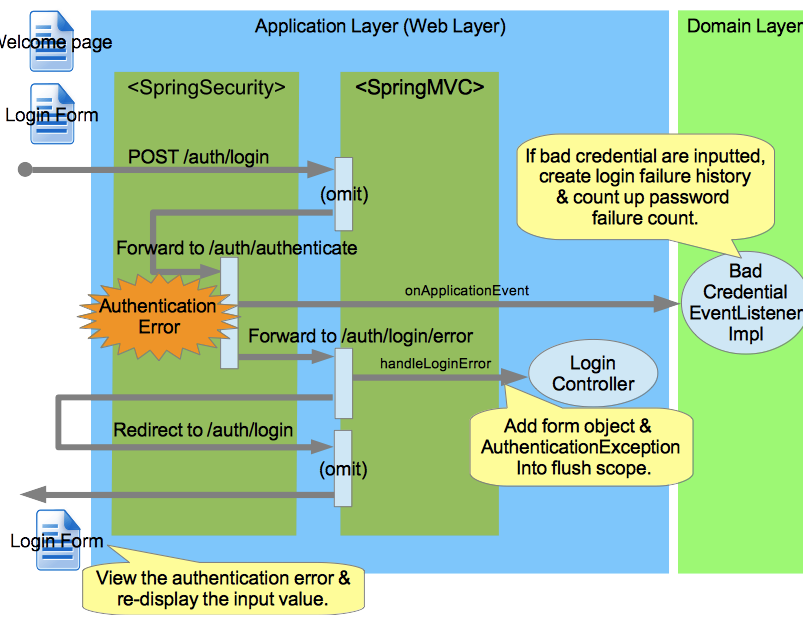 Application Layer (Web Layer)
Domain Layer
Welcome page
<SpringSecurity>
<SpringMVC>
Login Form
POST /auth/login
If bad credential are inputted,
create login failure history
& count up password
failure count.
(omit)
Forward to /auth/authenticate
Bad
Credential
EventListener
Impl
onApplicationEvent
Authentication
Error
Forward to /auth/login/error
handleLoginError
Login
Controller
Add form object &
AuthenticationException
Into flush scope.
Redirect to /auth/login
(omit)
Login Form
View the authentication error &
re-display the input value.